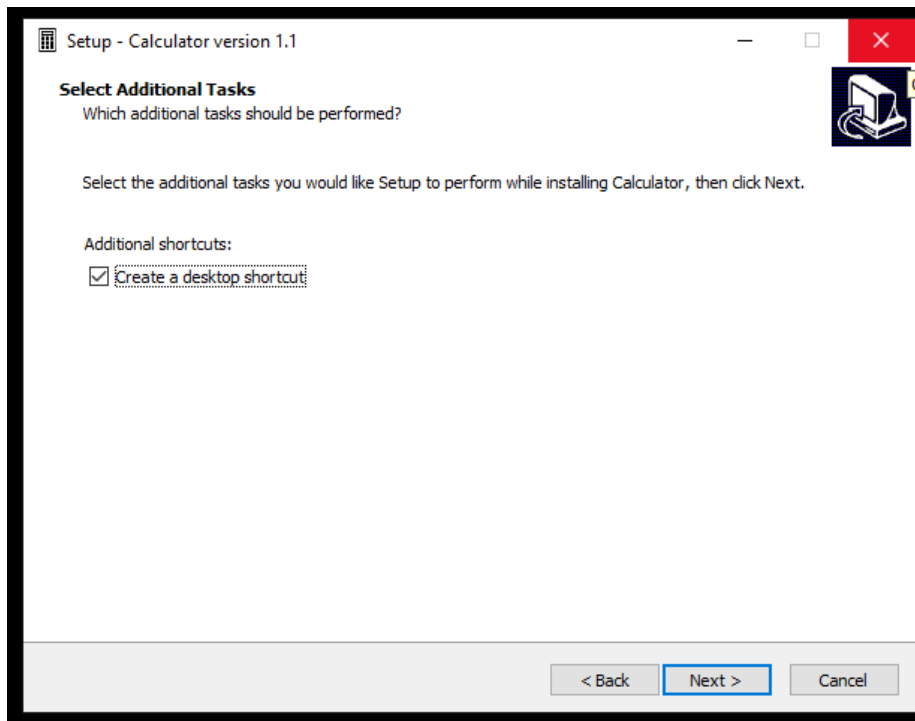 Setup - Calculator version 1.1
Select Additional Tasks
Which additional tasks should be performed?
Select the additional tasks you would like Setup to perform while installing Calculator, then click Next.
Additional shortcuts:
Create a desktop shortcut
< Back
Next >
Cancel